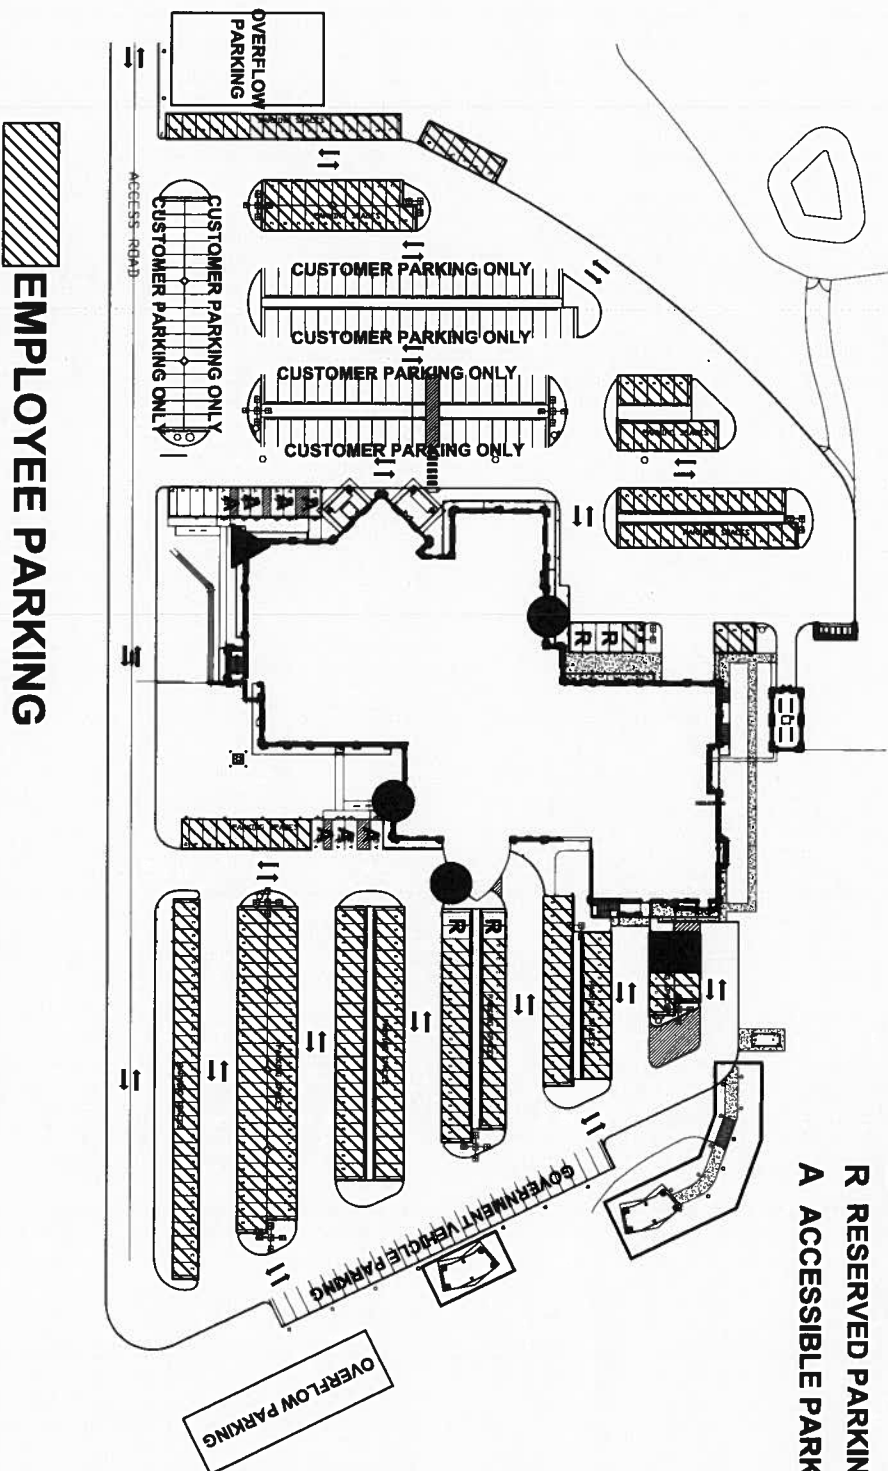 OVERFLOW
PARKING
ACCESS ROAD
CUSTOMER PARKING ONLY
CUSTOMER PARKING ONLY
CUSTOMER PARKING ONLY
CUSTOMER PARKING ONLY
CUSTOMER PARKING ONLY
CUSTOMER PARKING ONLY
A
A
A
A
R
R
A
A
A
R
R
GOVERNMENT VEHICLE PARKING
OVERFLOW PARKING
EMPLOYEE PARKING
R RESERVED PARKIN
A ACCESSIBLE PARK